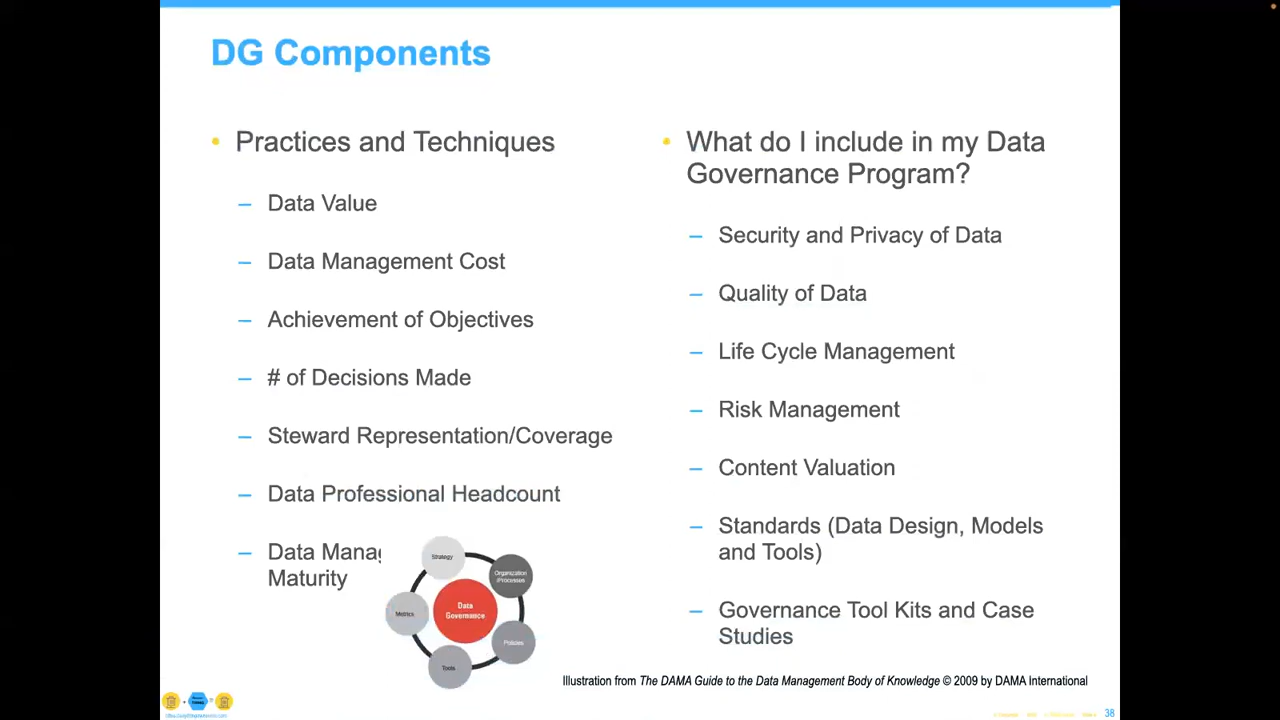 DG Components
• Practices and Techniques
– Data Value
– Data Management Cost
– Achievement of Objectives
– # of Decisions Made
– Steward Representation/Coverage
– Data Professional Headcount
– Data Manag
Maturity
• What do I include in my Data
Governance Program?
– Security and Privacy of Data
– Quality of Data
– Life Cycle Management
– Risk Management
– Content Valuation
– Standards (Data Design, Models
and Tools)
– Governance Tool Kits and Case
Studies
Strategy
Organization
/Processes
Policies
Tools
Metrics
Data
Governance
Illustration from The DAMA Guide to the Data Management Body of Knowledge © 2009 by DAMA International
38